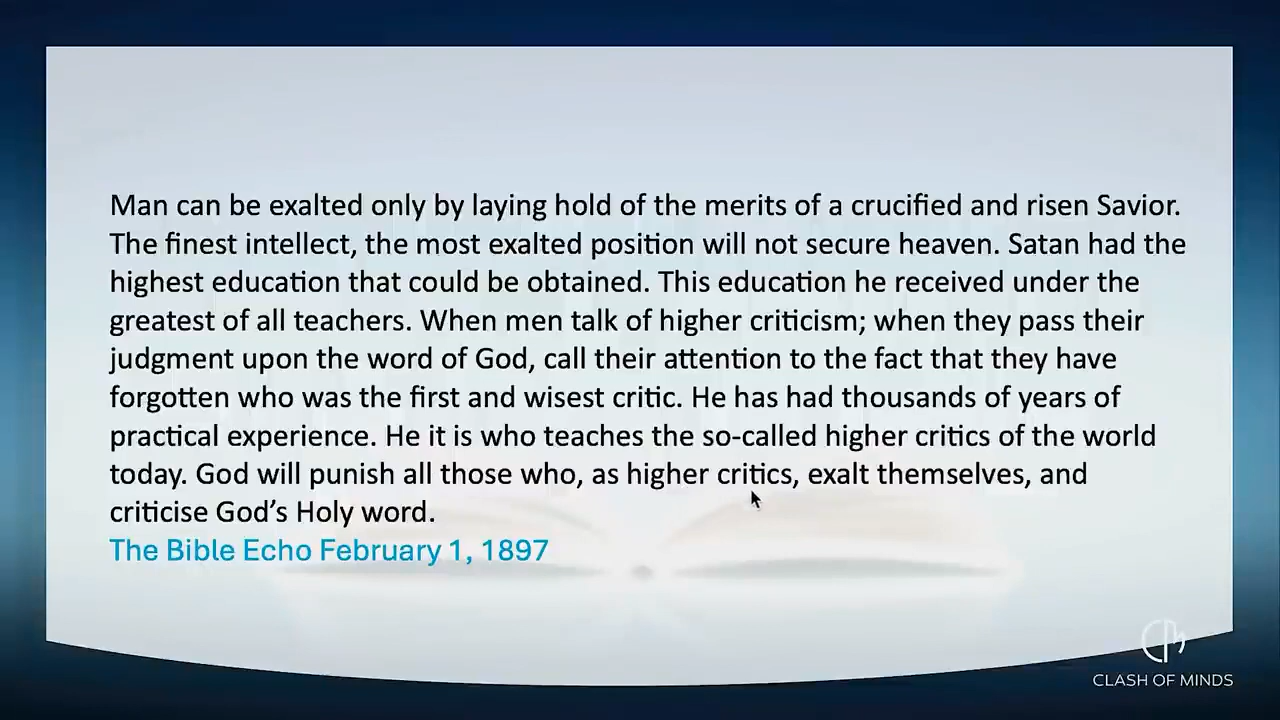 Man can be exalted only by laying hold of the merits of a crucified and risen Savior.
The finest intellect, the most exalted position will not secure heaven. Satan had the
highest education that could be obtained. This education he received under the
greatest of all teachers. When men talk of higher criticism; when they pass their
judgment upon the word of God, call their attention to the fact that they have
forgotten who was the first and wisest critic. He has had thousands of years of
practical experience. He it is who teaches the so-called higher critics of the world
today. God will punish all those who, as higher critics, exalt themselves, and
criticise God’s Holy word.
The Bible Echo February 1, 1897
CLASH OF MINDS